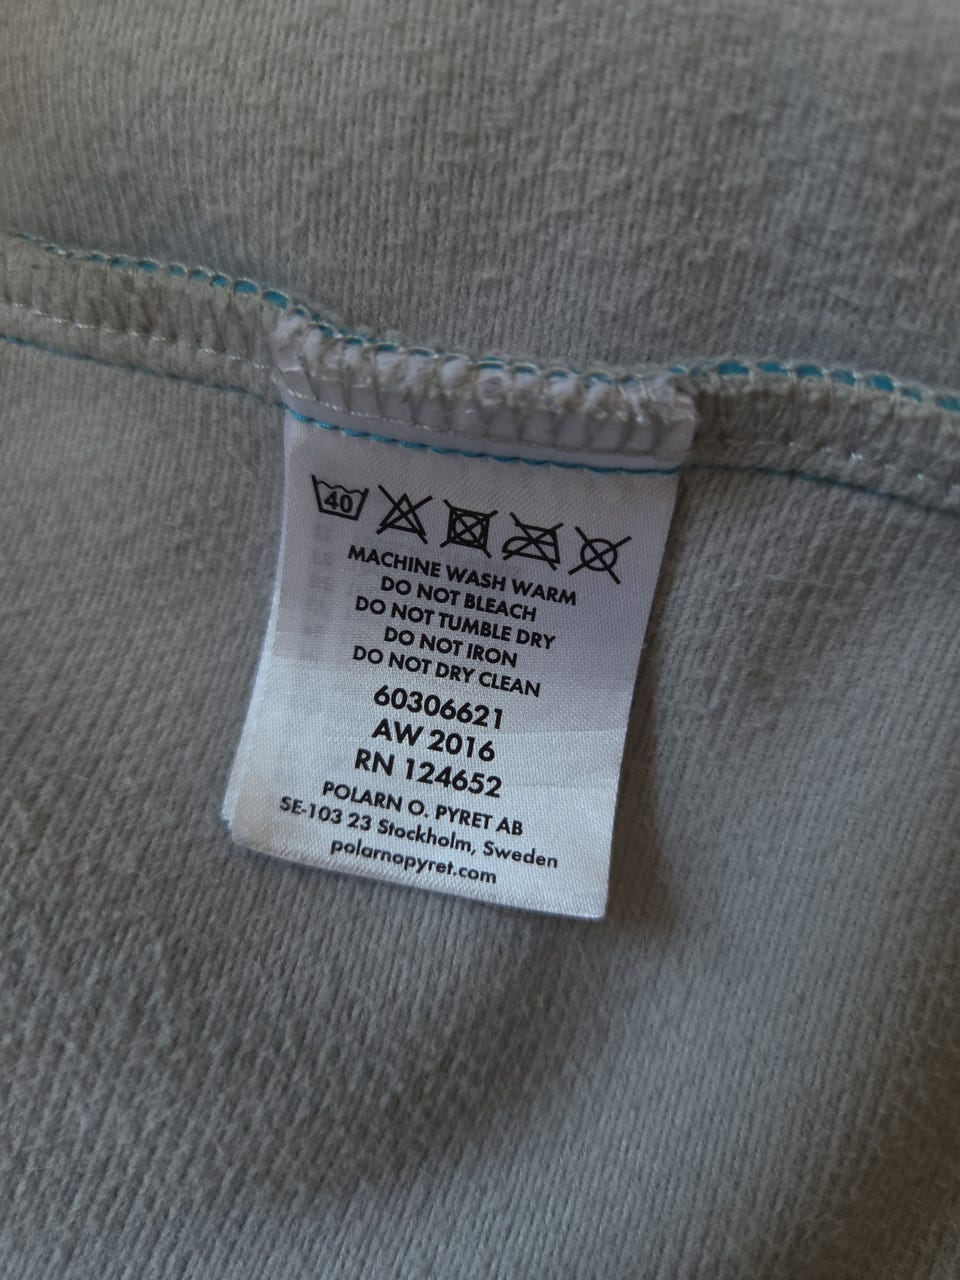 40
MACHINE WASH WARM
DO NOT BLEACH
DO NOT TUMBLE DRY
DO NOT IRON
DO NOT DRY CLEAN
60306621
AW 2016
RN 124652
POLARN O. PYRET AB
SE-103 23 Stockholm, Sweden
polarnopyret.com